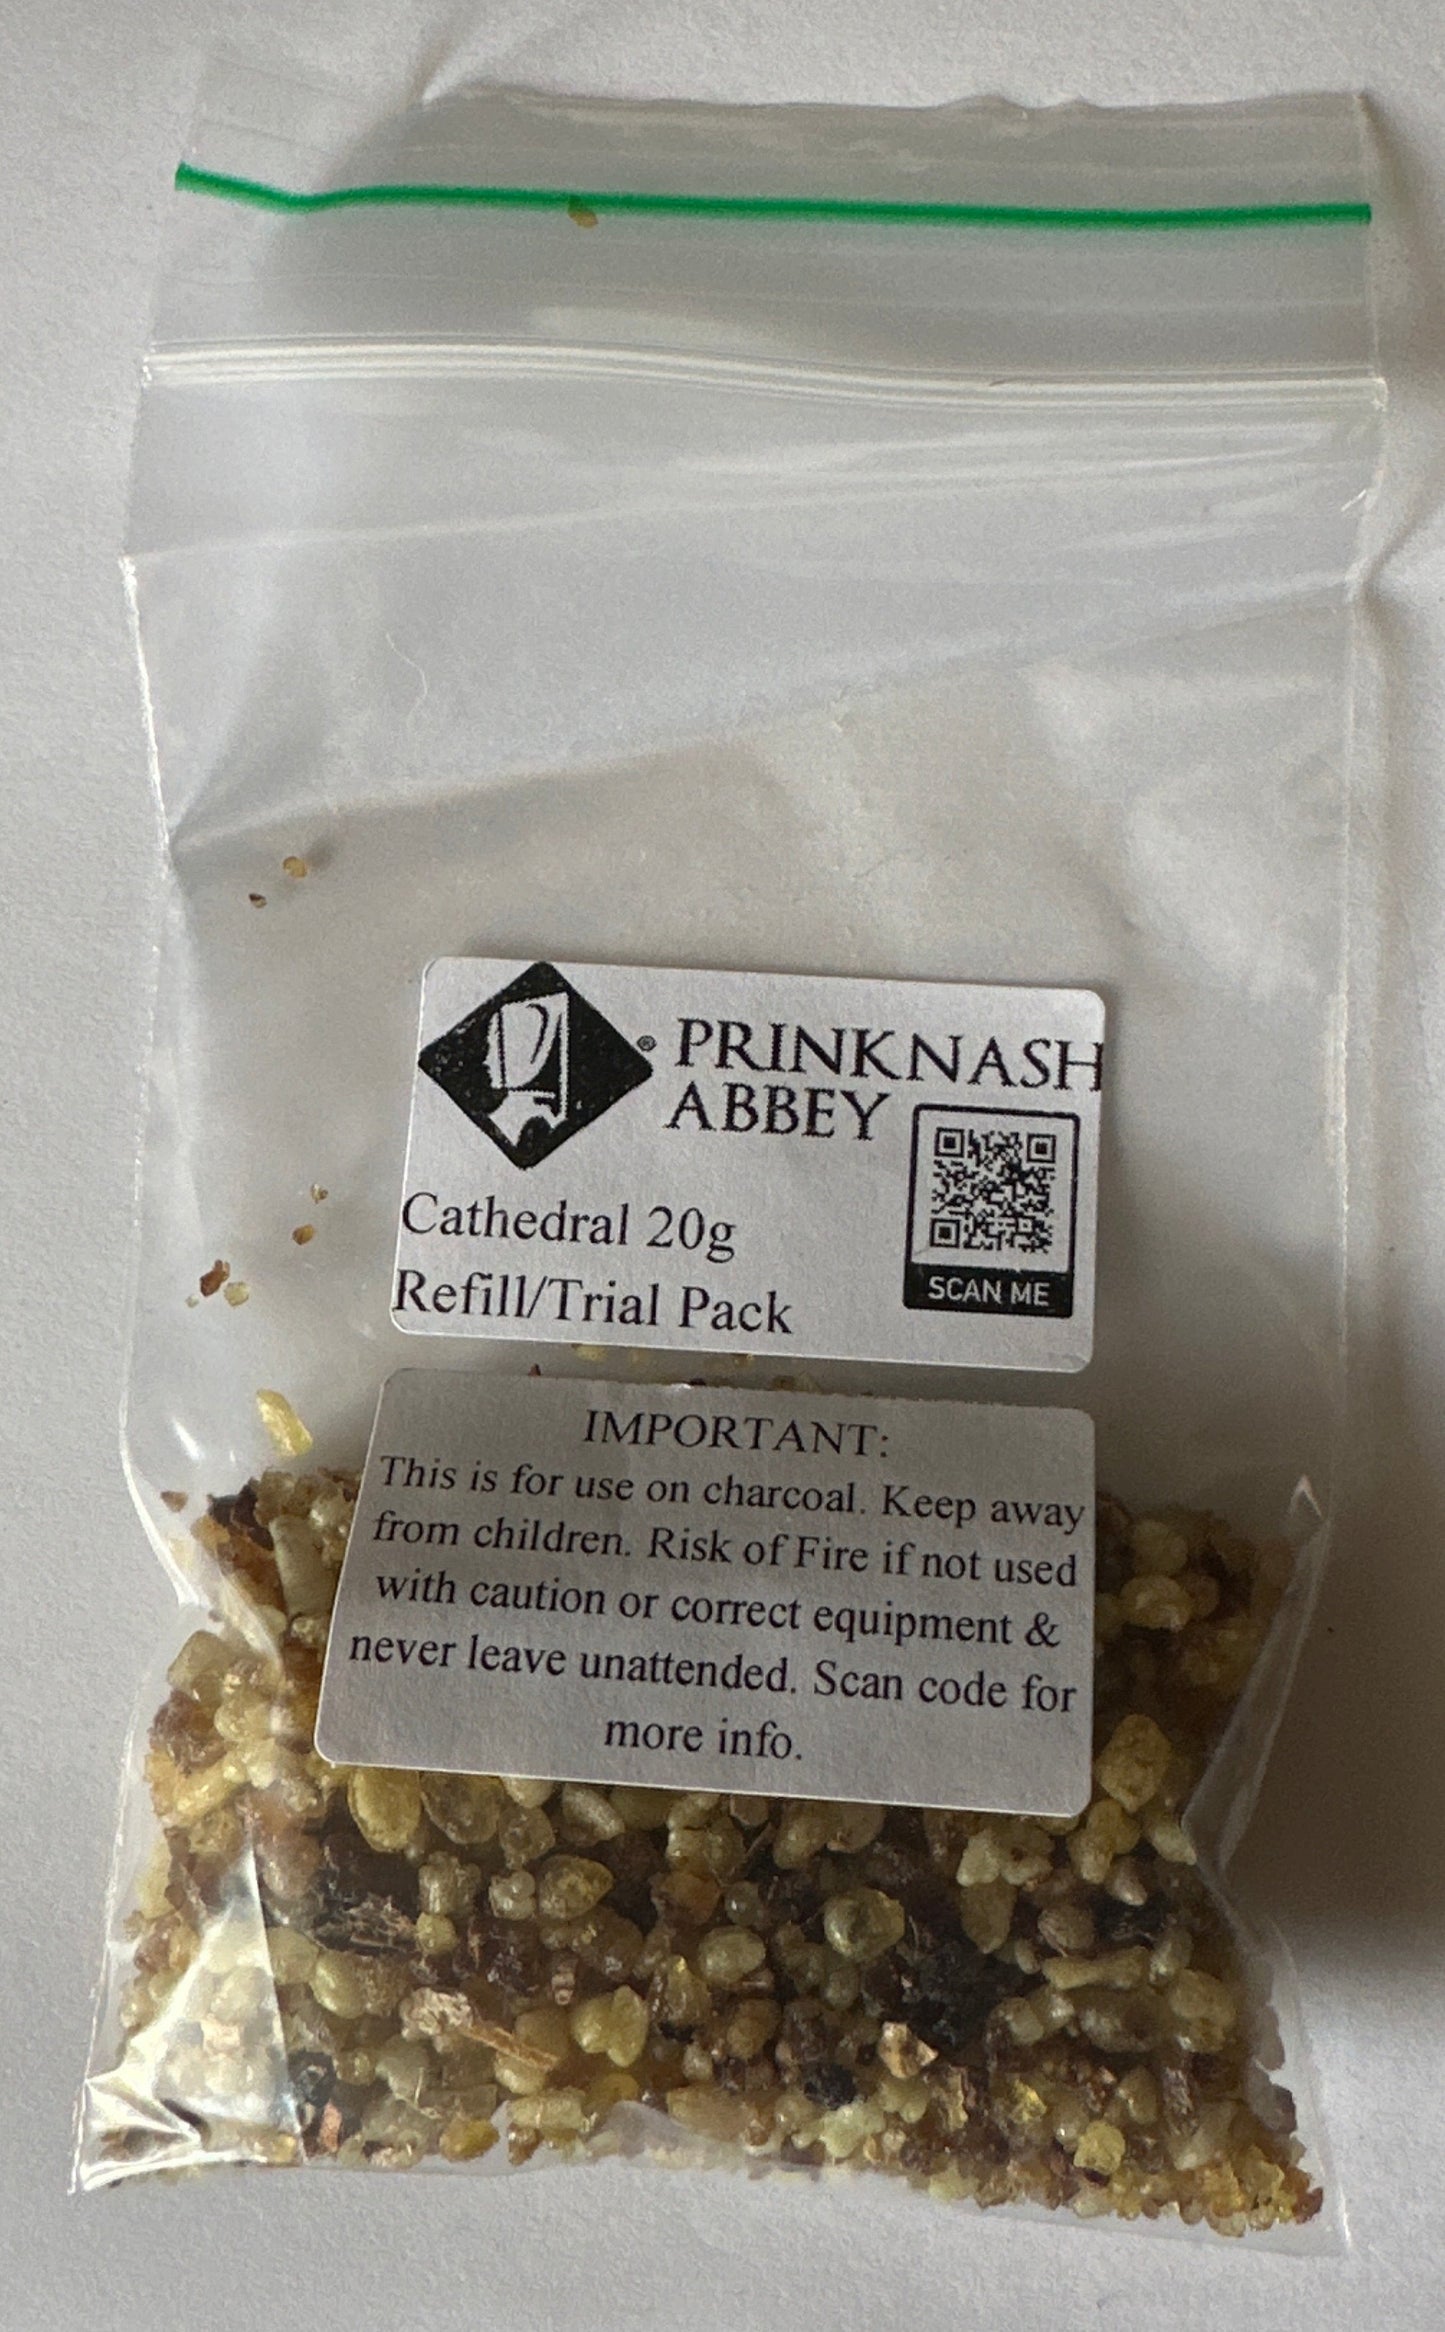 ® PRINKNASH
ABBEY
Cathedral 20g
Refill/Trial Pack
SCAN ME
IMPORTANT:
This is for use on charcoal. Keep away
from children. Risk of Fire if not used
with caution or correct equipment &
never leave unattended. Scan code for
more info.